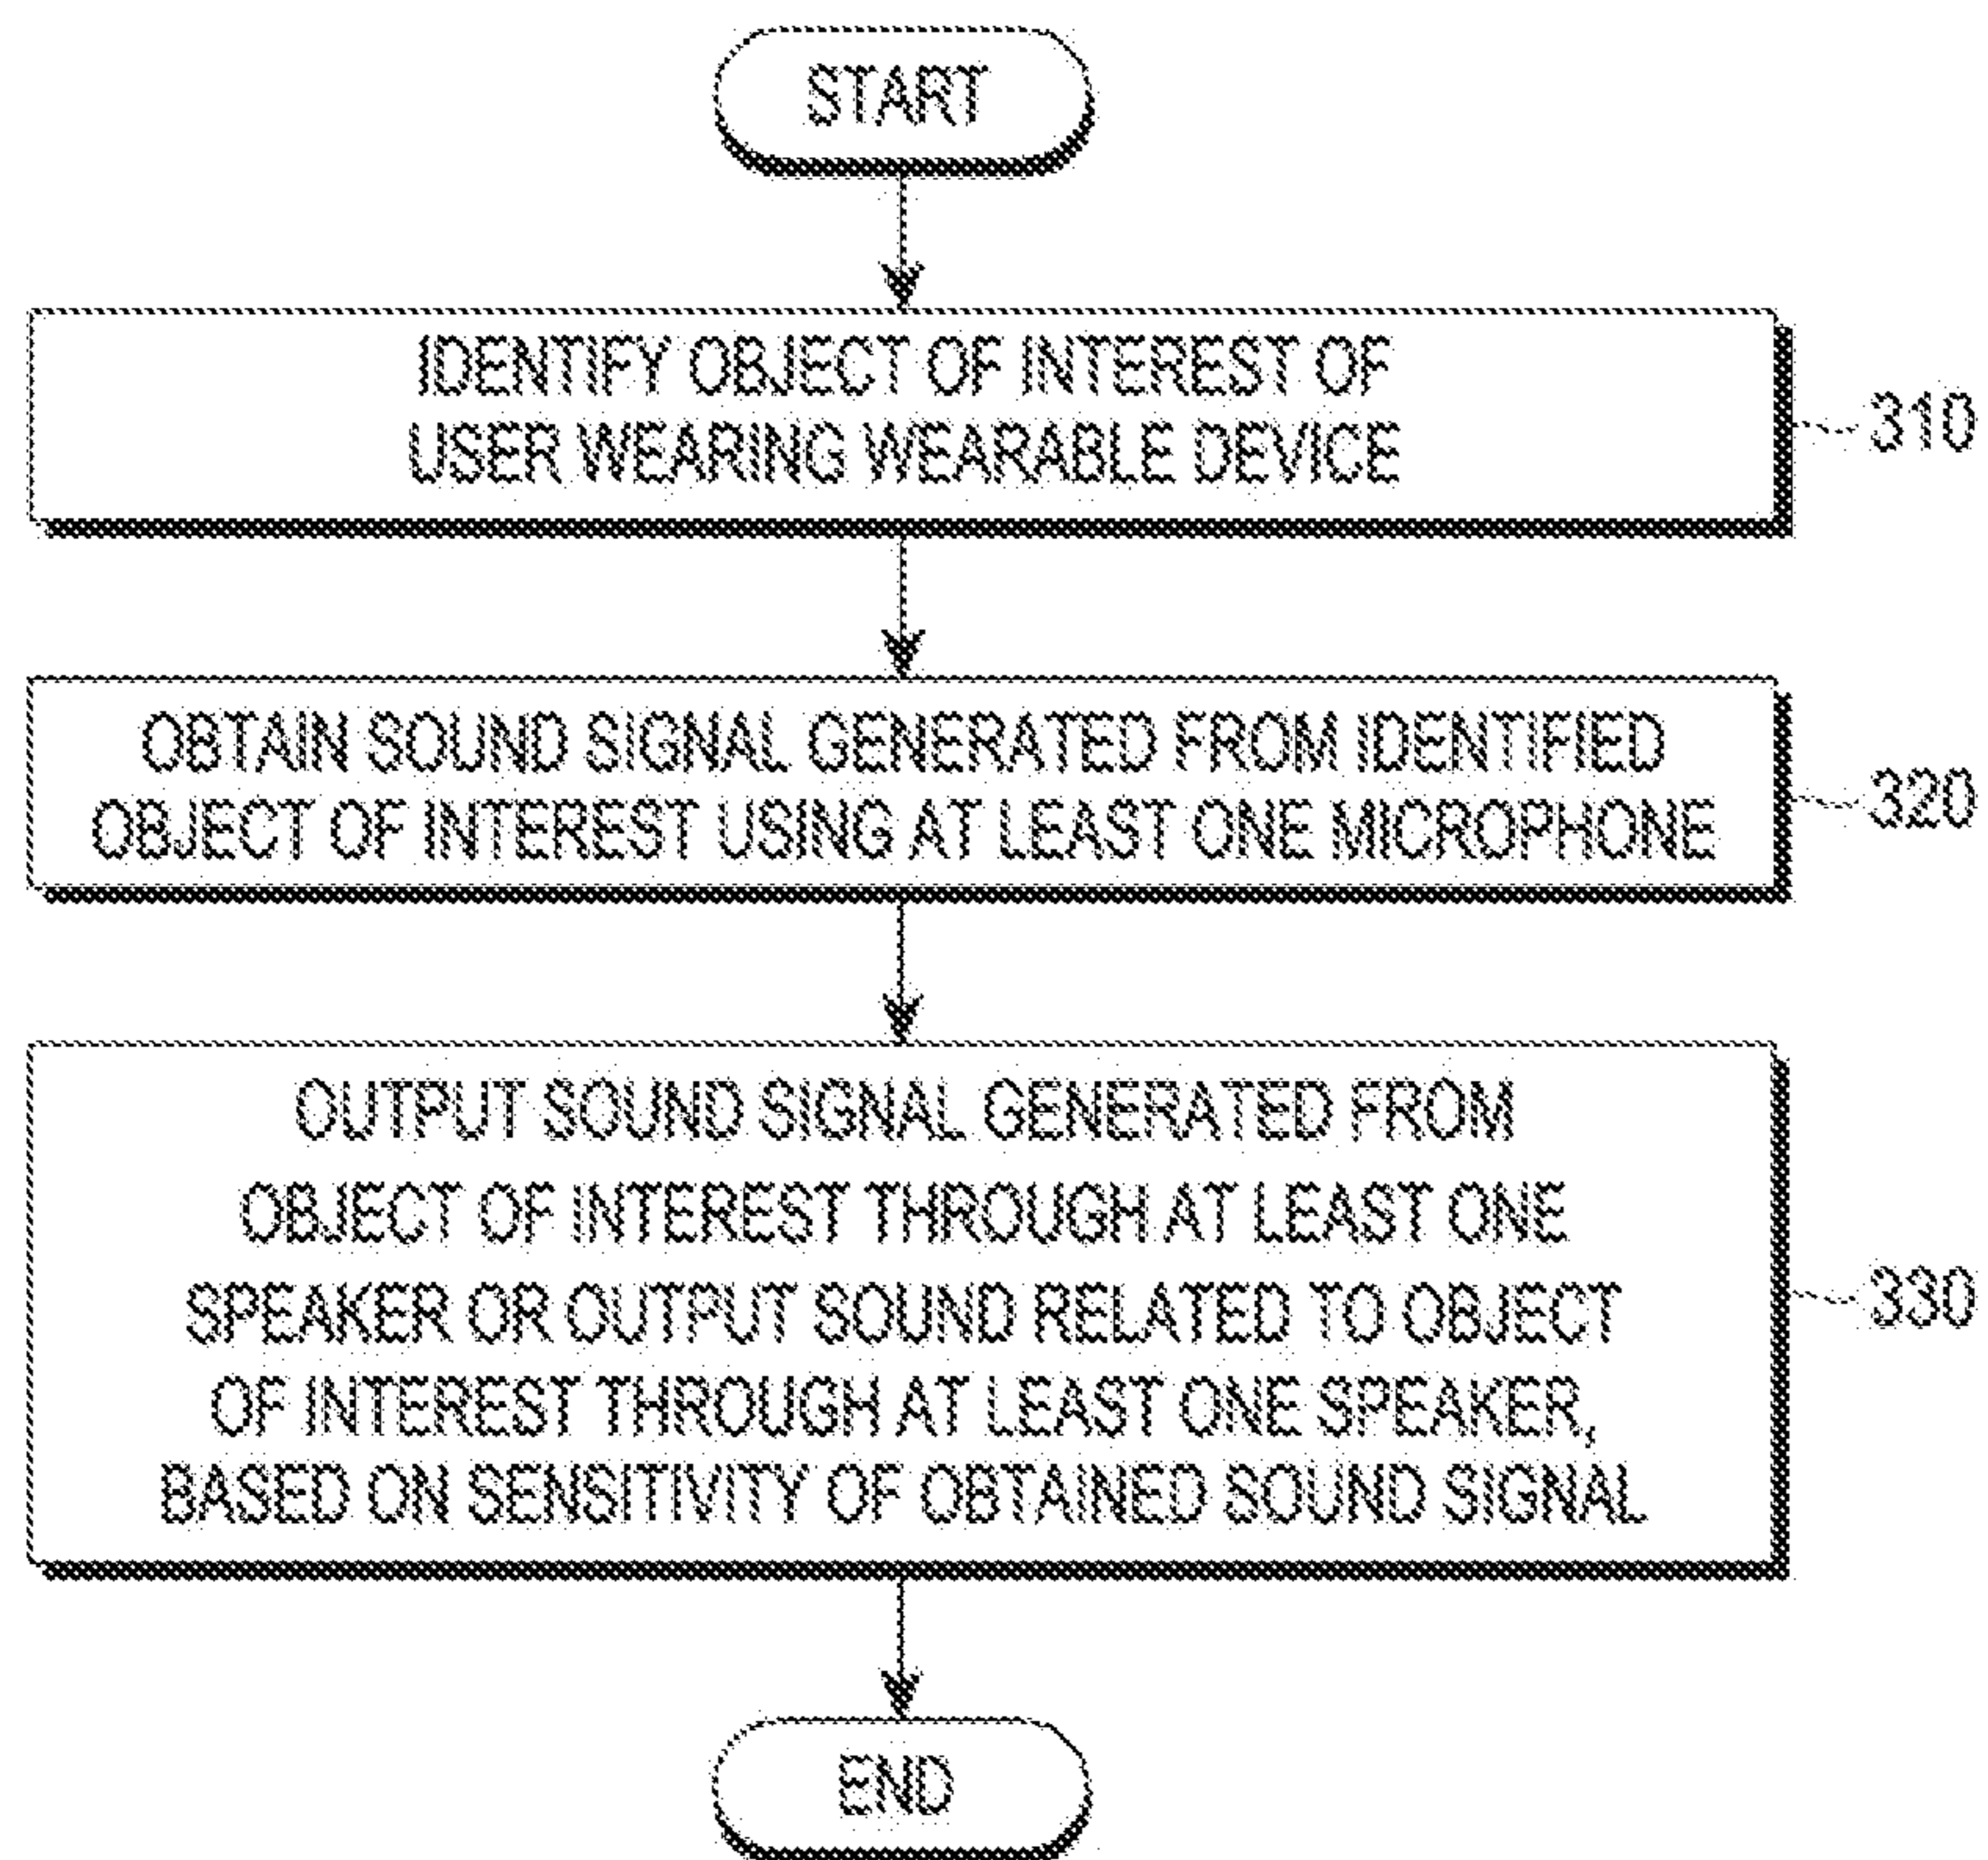 START
IDENTIFY OBJECT OF INTEREST OF
USER WEARING WEARABLE DEVICE
310
OBTAIN SOUND SIGNAL GENERATED FROM IDENTIFIED
OBJECT OF INTEREST USING AT LEAST ONE MICROPHONE
320
OUTPUT SOUND SIGNAL GENERATED FROM
OBJECT OF INTEREST THROUGH AT LEAST ONE
SPEAKER OR OUTPUT SOUND RELATED TO OBJECT
OF INTEREST THROUGH AT LEAST ONE SPEAKER,
BASED ON SENSITIVITY OF OBTAINED SOUND SIGNAL
330
END